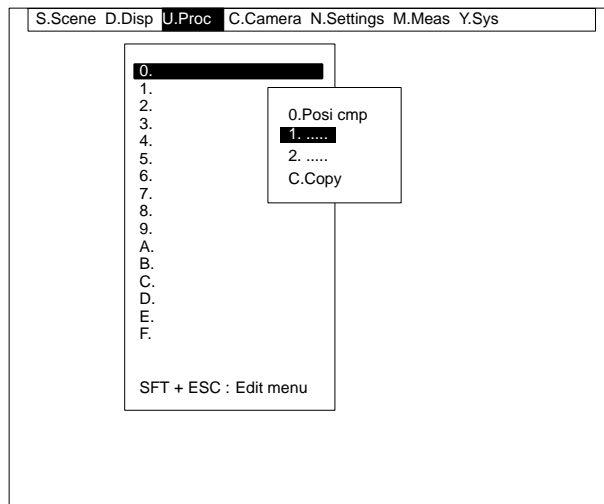 S.Scene D.Disp U.Proc C.Camera N.Settings M.Meas Y.Sys
0.
1.
2.
3.
4.
5.
6.
7.
8.
9.
A.
B.
C.
D.
E.
F.
SFT + ESC : Edit menu
0.Posi cmp
1. .....
2. .....
C.Copy